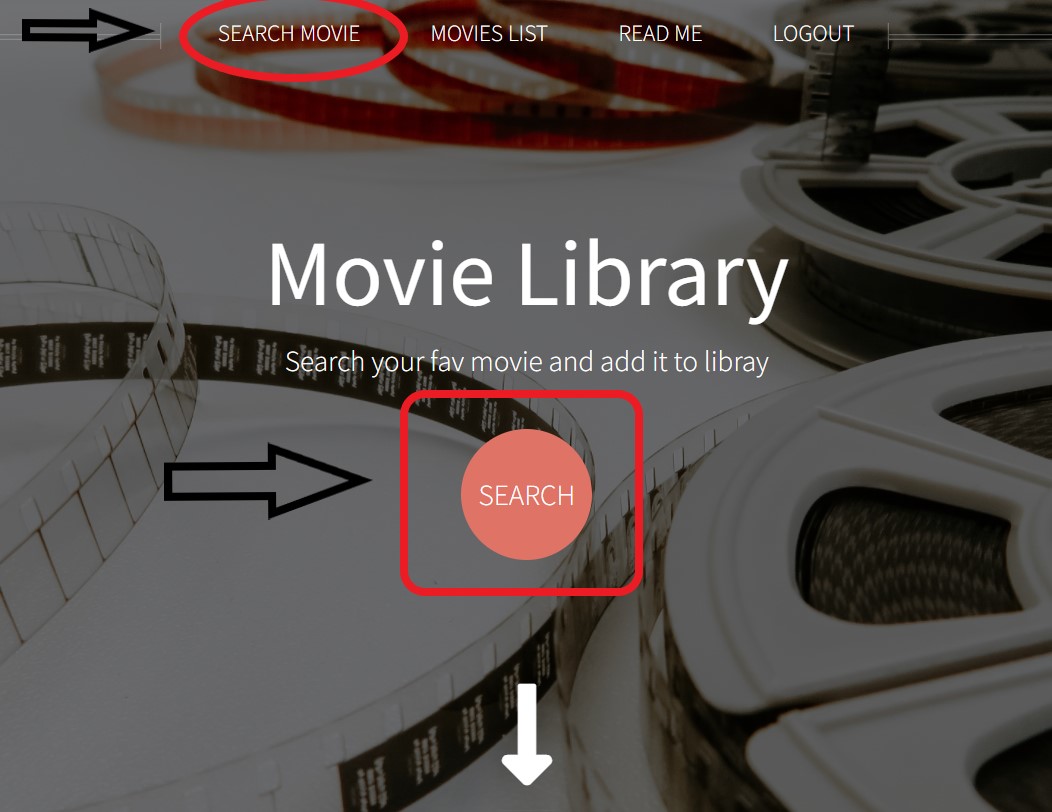 SEARCH MOVIE MOVIES LIST READ ME LOGOUT
Movie Library
Search your fav movie and add it to libray
SEARCH